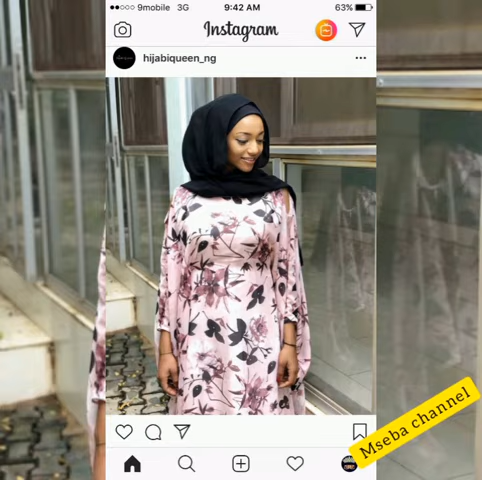 9mobile 3G 9:42 AM 63%
Instagram
hijabiqueen_ng
Mseba channel